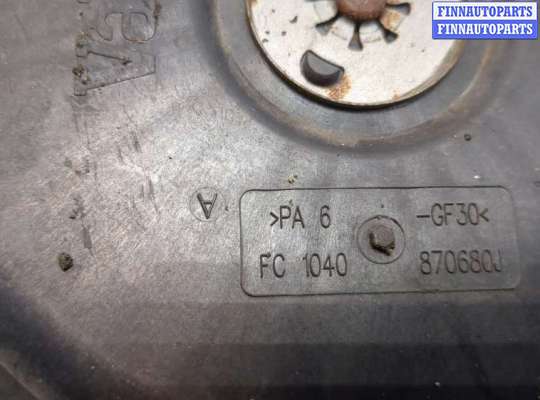 FINNAUTOPARTS
FINNAUTOPARTS
A
>PA 6 -GF30<
FC 1040 870680J